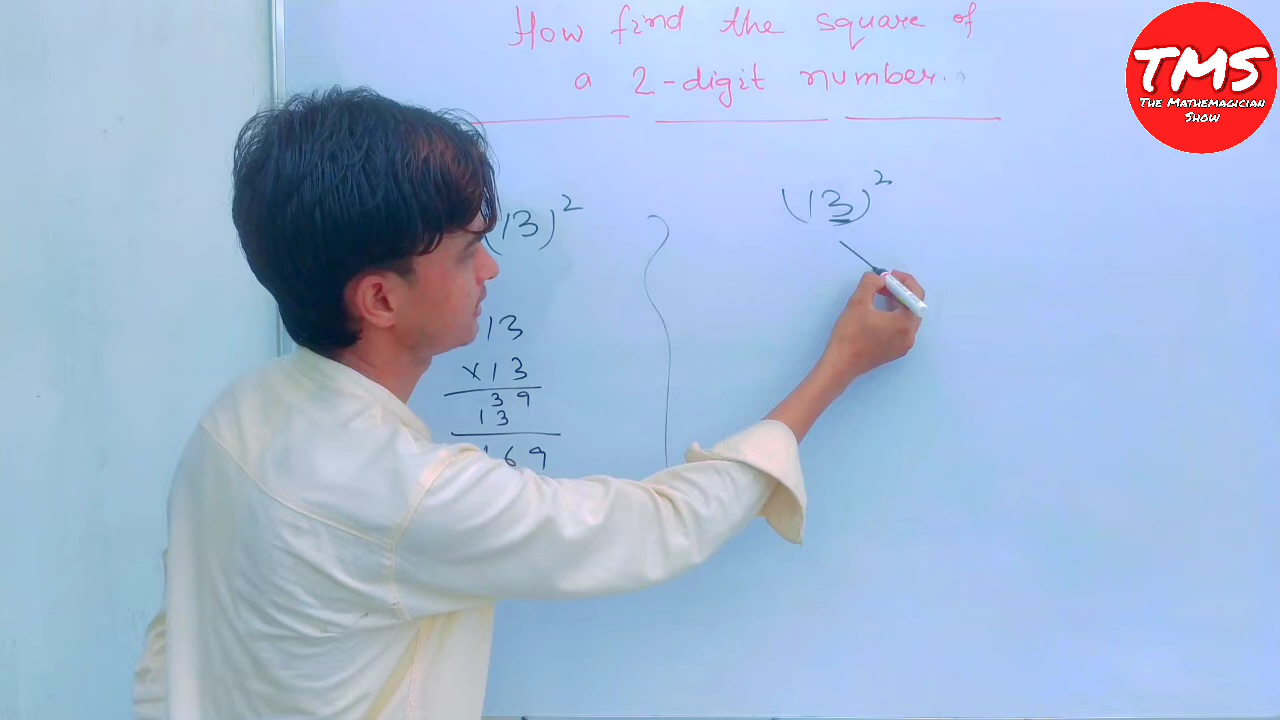 How find the square of
a 2-digit number.
TMS
THE MATHEMAGICIAN
SHOW
(13)²
(13)²
13
×13
39
13
169